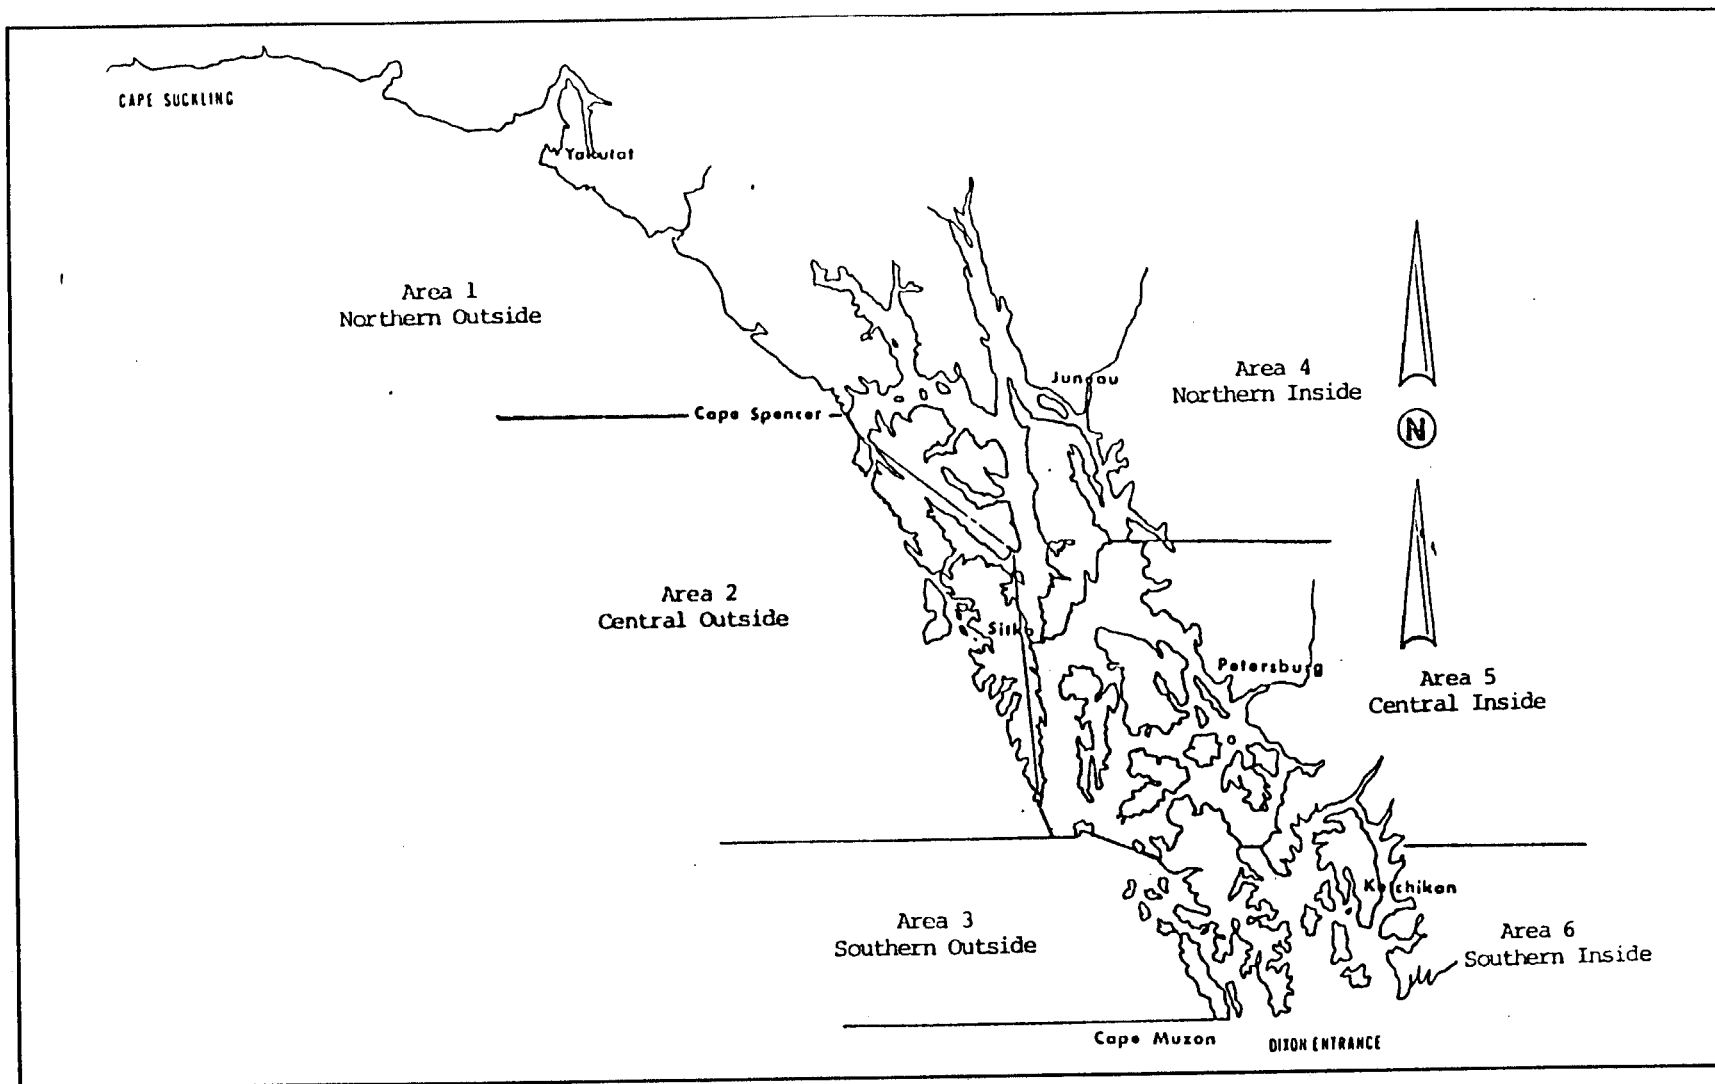 CAPE SUCKLING
Yakutat
Area 1
Northern Outside
Juneau
Area 4
Northern Inside
Cape Spencer
N
Area 2
Central Outside
Sitka
Petersburg
Area 5
Central Inside
Ketchikan
Area 3
Southern Outside
Area 6
Southern Inside
Cape Muzon
DIXON ENTRANCE